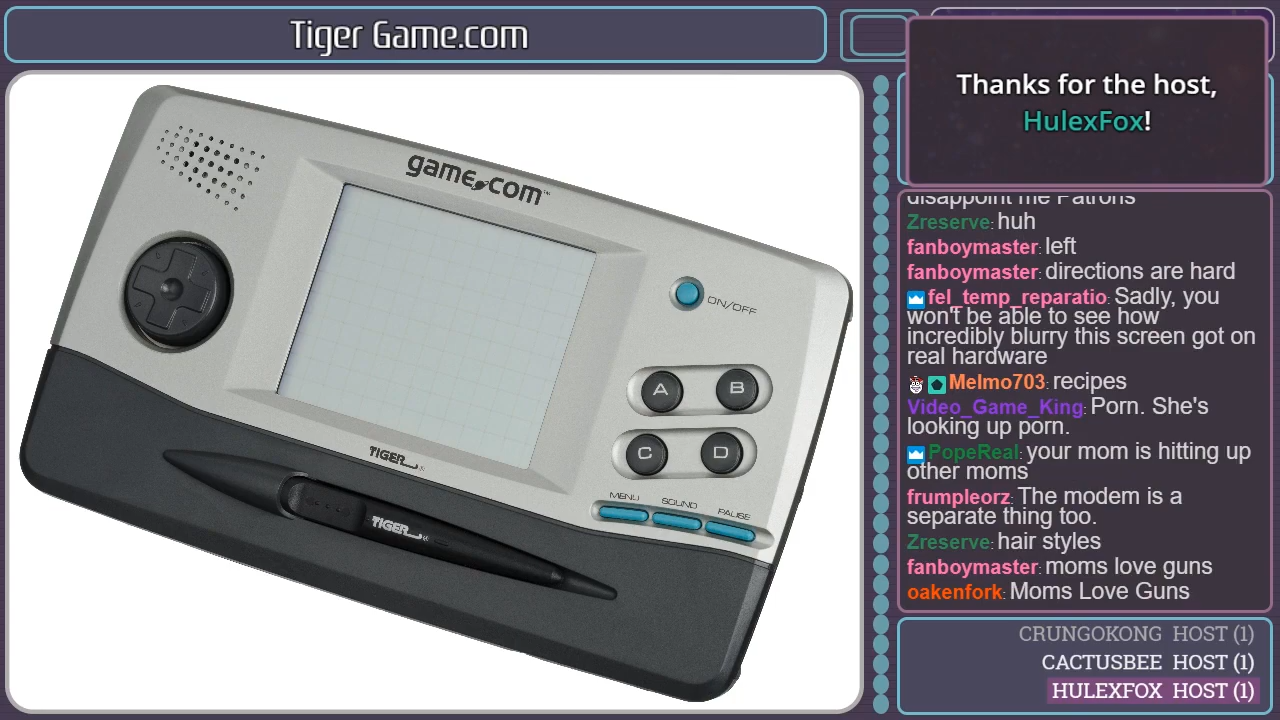 Tiger Game.com
Thanks for the host,
HulexFox!
game.com™
ON/OFF
A
B
C
D
MENU
SOUND
PAUSE
TIGER®
TIGER®
disappoint me Patrons
Zreserve: huh
fanboymaster: left
fanboymaster: directions are hard
fel_temp_reparatio: Sadly, you
won't be able to see how
incredibly blurry this screen got on
real hardware
Melmo703: recipes
Video_Game_King: Porn. She's
looking up porn.
PopeReal: your mom is hitting up
other moms
frumpleorz: The modem is a
separate thing too.
Zreserve: hair styles
fanboymaster: moms love guns
oakenfork: Moms Love Guns
CRUNGOKONG HOST (1)
CACTUSBEE HOST (1)
HULEXFOX HOST (1)